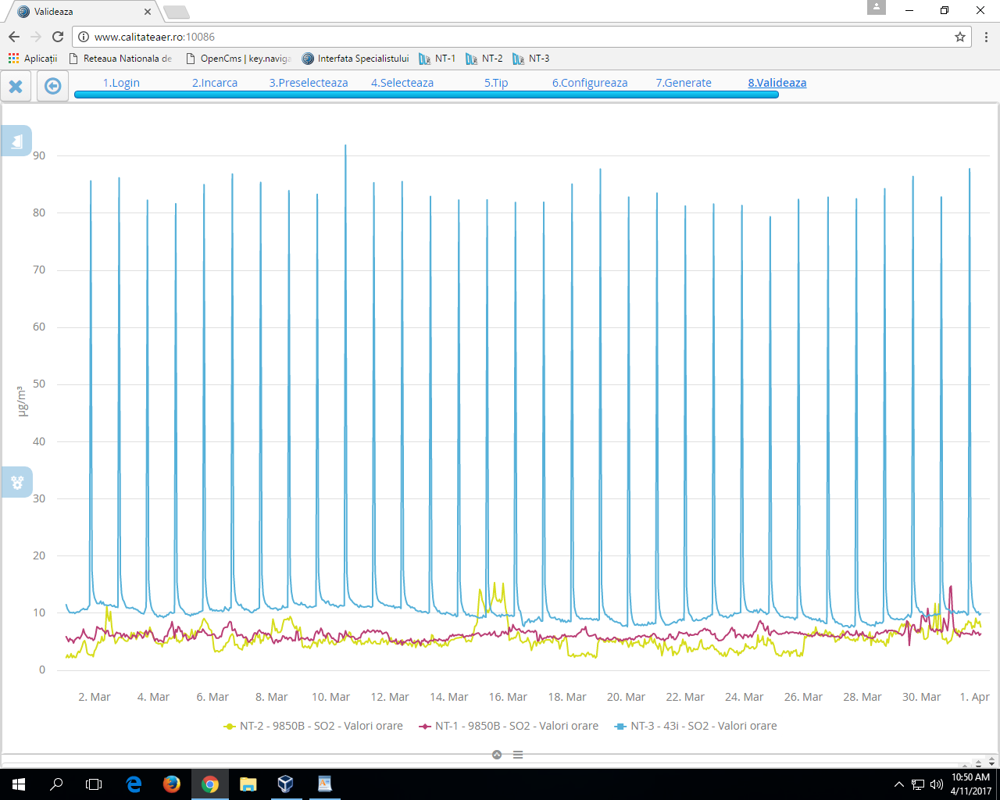 Valideaza
www.calitateaer.ro:10086
Aplicații Reteaua Nationala de OpenCms | key.naviga Interfata Specialistului NT-1 NT-2 NT-3
1.Login 2.Incarca 3.Preselecteaza 4.Selecteaza 5.Tip 6.Configureaza 7.Generate 8.Valideaza
90
80
70
60
50
µg/m³
40
30
20
10
0
2. Mar 4. Mar 6. Mar 8. Mar 10. Mar 12. Mar 14. Mar 16. Mar 18. Mar 20. Mar 22. Mar 24. Mar 26. Mar 28. Mar 30. Mar 1. Apr
NT-2 - 9850B - SO2 - Valori orare NT-1 - 9850B - SO2 - Valori orare NT-3 - 43i - SO2 - Valori orare
10:50 AM
4/11/2017